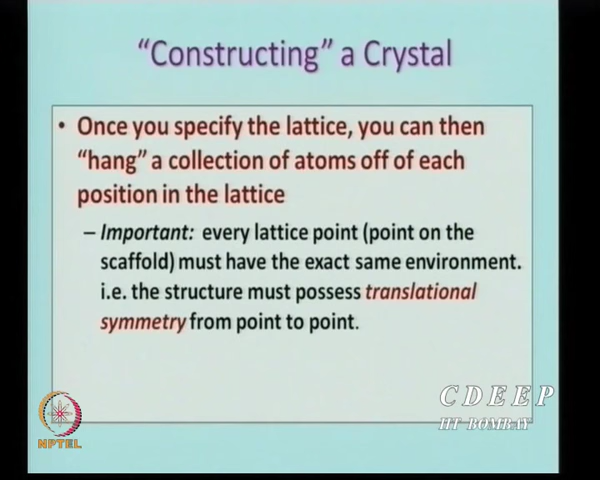 “Constructing” a Crystal
• Once you specify the lattice, you can then
“hang” a collection of atoms off of each
position in the lattice
– Important: every lattice point (point on the
scaffold) must have the exact same environment.
i.e. the structure must possess translational
symmetry from point to point.
NPTEL
CDEEP
IIT BOMBAY